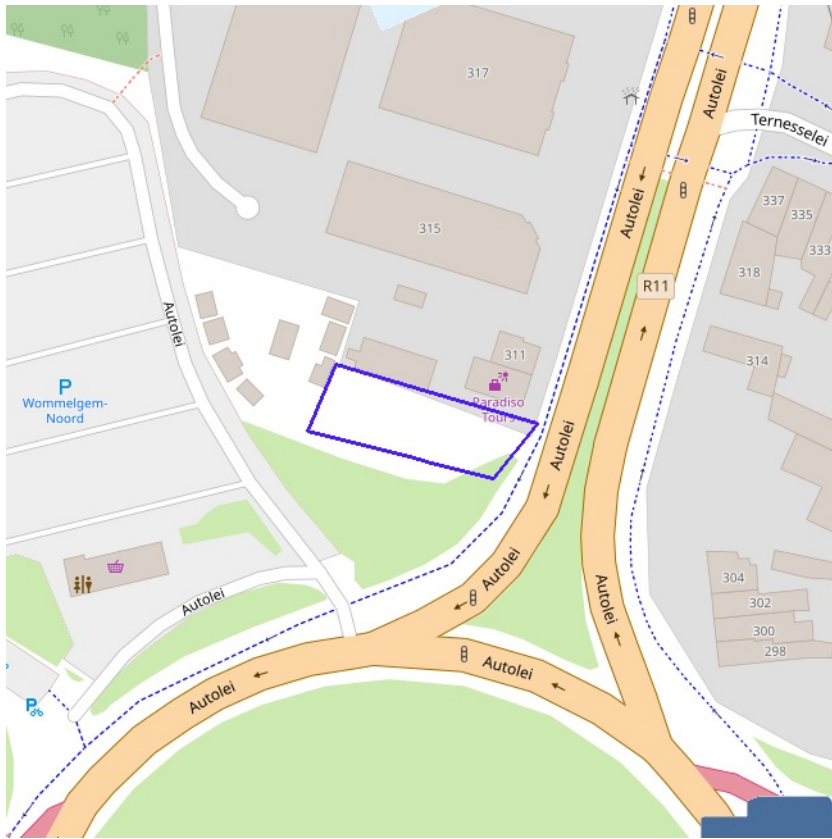 317
Autolei
Ternesselei
337
335
333
315
Autolei
318
R11
Autolei
311
314
P
Wommelgem-
Noord
Paradiso
Tours
Autolei
304
302
300
298
Autolei
Autolei
Autolei
Autolei
Autolei
P